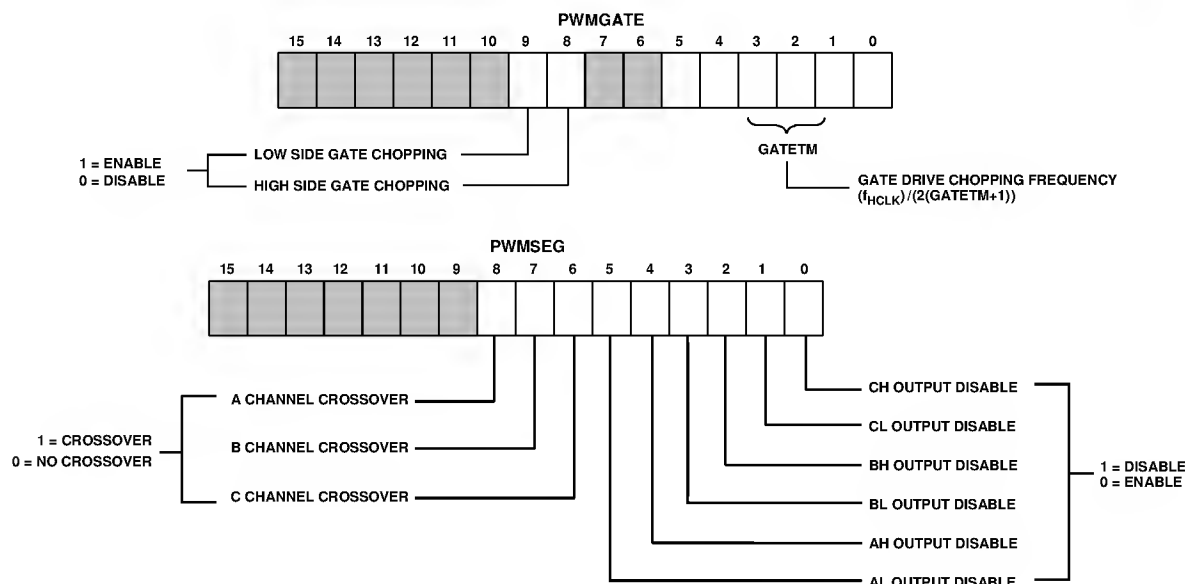 PWMGATE
15 14 13 12 11 10 9 8 7 6 5 4 3 2 1 0
1 = ENABLE
0 = DISABLE
LOW SIDE GATE CHOPPING
HIGH SIDE GATE CHOPPING
GATETM
GATE DRIVE CHOPPING FREQUENCY
(fHCLK)/(2(GATETM+1))
PWMSEG
15 14 13 12 11 10 9 8 7 6 5 4 3 2 1 0
1 = CROSSOVER
0 = NO CROSSOVER
A CHANNEL CROSSOVER
B CHANNEL CROSSOVER
C CHANNEL CROSSOVER
CH OUTPUT DISABLE
CL OUTPUT DISABLE
BH OUTPUT DISABLE
BL OUTPUT DISABLE
AH OUTPUT DISABLE
AL OUTPUT DISABLE
1 = DISABLE
0 = ENABLE